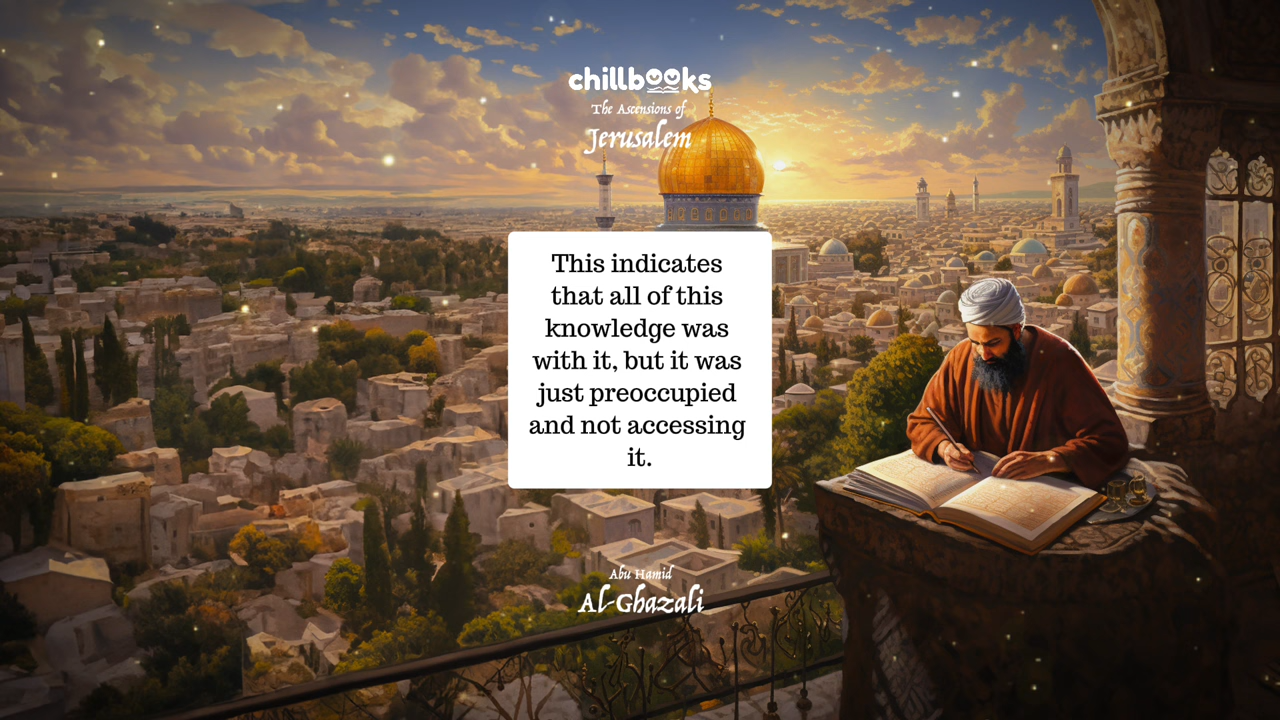 chillbooks
The Ascensions of
Jerusalem
This indicates
that all of this
knowledge was
with it, but it was
just preoccupied
and not accessing
it.
Abu Hamid
Al-Ghazali